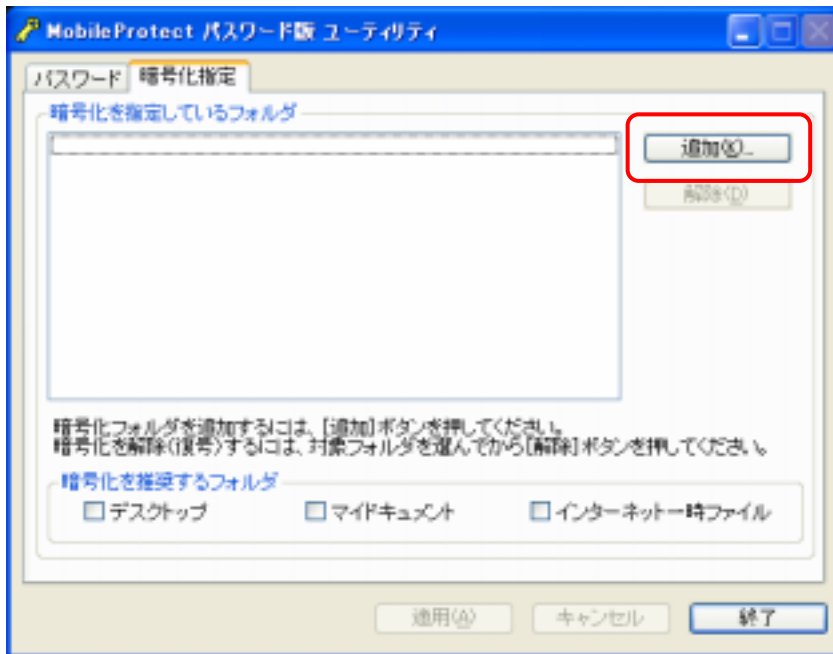 MobileProtect パスワード版 ユーティリティ
パスワード 暗号化指定
暗号化を指定しているフォルダ
追加(X)...
解除(D)
暗号化フォルダを追加するには、[追加]ボタンを押してください。
暗号化を解除(復号)するには、対象フォルダを選んでから[解除]ボタンを押してください。
暗号化を推奨するフォルダ
デスクトップ マイドキュメント インターネット一時ファイル
適用(A) キャンセル 終了